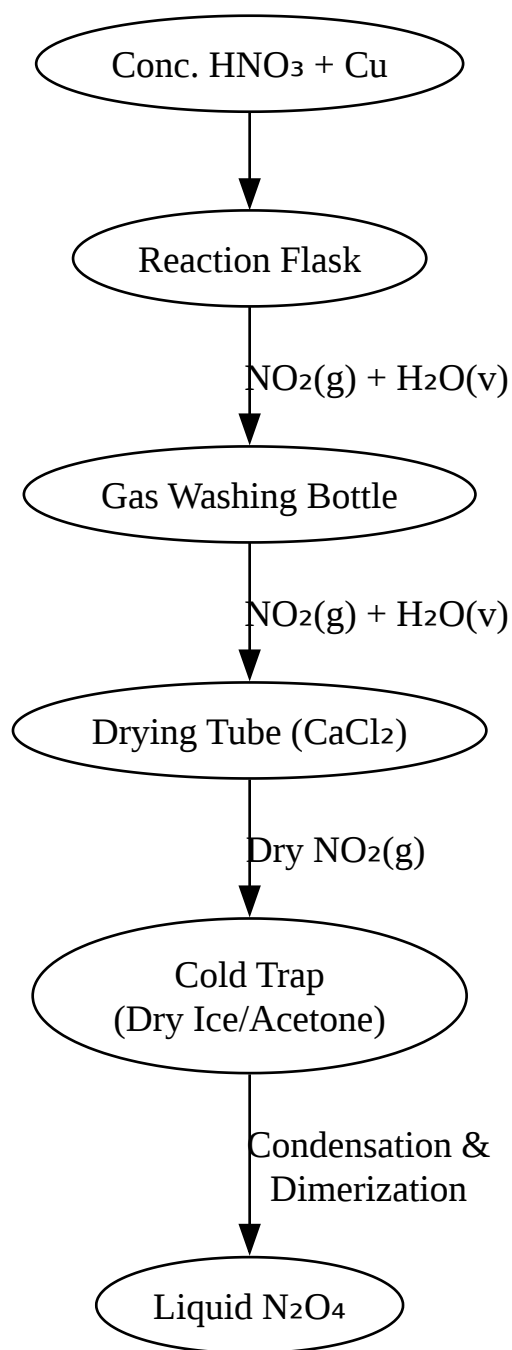 Conc. HNO₃ + Cu
Reaction Flask
NO₂(g) + H₂O(v)
Gas Washing Bottle
NO₂(g) + H₂O(v)
Drying Tube (CaCl₂)
Dry NO₂(g)
Cold Trap
(Dry Ice/Acetone)
Condensation &
Dimerization
Liquid N₂O₄